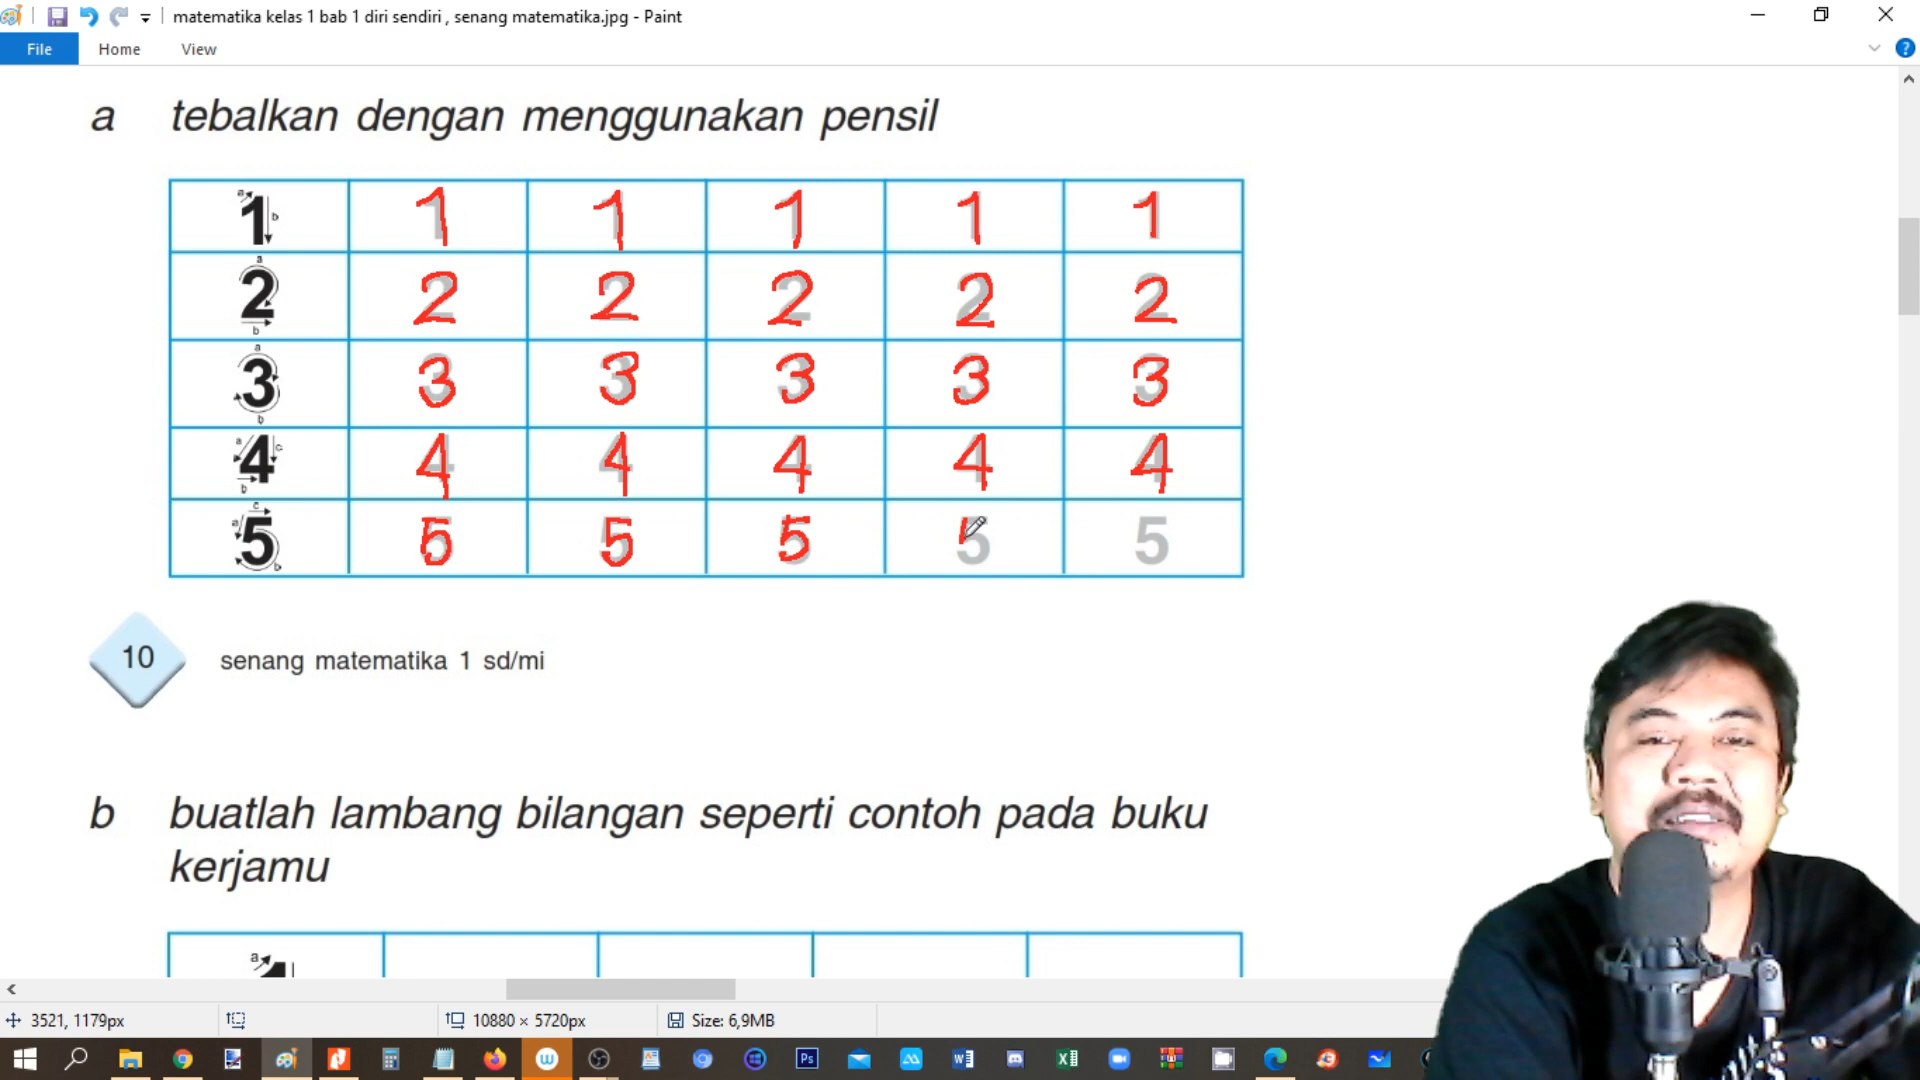 matematika kelas 1 bab 1 diri sendiri , senang matematika.jpg - Paint
File Home View
a tebalkan dengan menggunakan pensil
a 1 b 1 1 1 1 1
a 2 b 2 2 2 2 2
a 3 b 3 3 3 3 3
a 4 c b 4 4 4 4 4
c a 5 b 5 5 5 5 5
10 senang matematika 1 sd/mi
b buatlah lambang bilangan seperti contoh pada buku
kerjamu
a
3521, 1179px 10880 × 5720px Size: 6,9MB